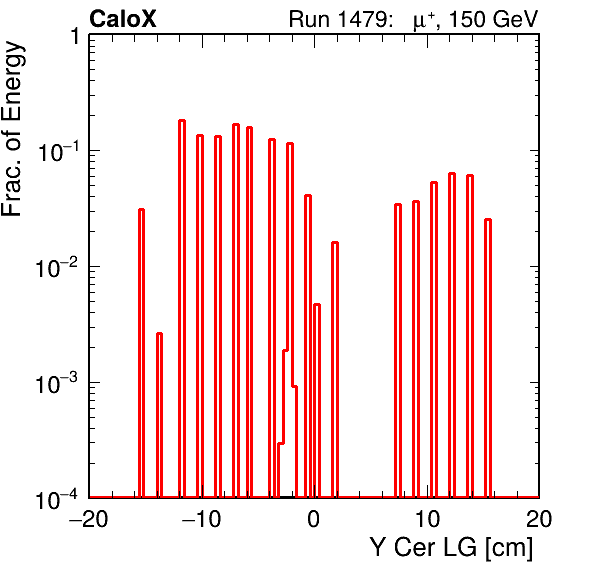 CaloX Run 1479: μ⁺, 150 GeV
Frac. of Energy
1
10⁻¹
10⁻²
10⁻³
10⁻⁴
−20 −10 0 10 20
Y Cer LG [cm]